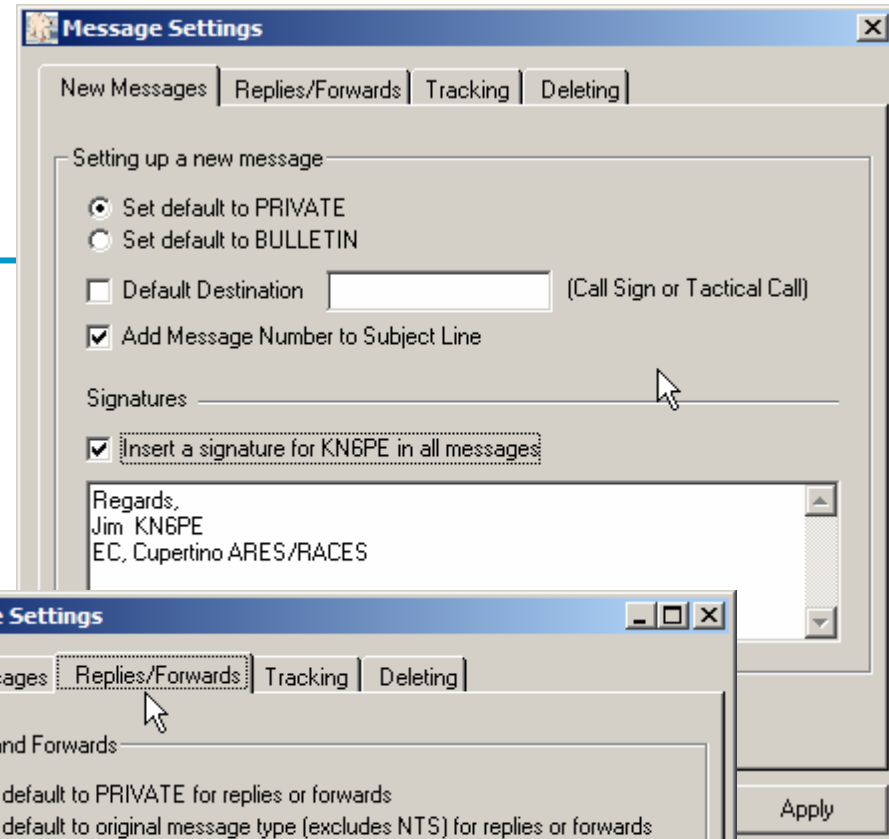 Message Settings
New Messages Replies/Forwards Tracking Deleting
Setting up a new message
Set default to PRIVATE
Set default to BULLETIN
Default Destination (Call Sign or Tactical Call)
Add Message Number to Subject Line
Signatures
Insert a signature for KN6PE in all messages
Regards,
Jim KN6PE
EC, Cupertino ARES/RACES
Settings
Replies/Forwards Tracking Deleting
and Forwards
default to PRIVATE for replies or forwards
default to original message type (excludes NTS) for replies or forwards
Apply